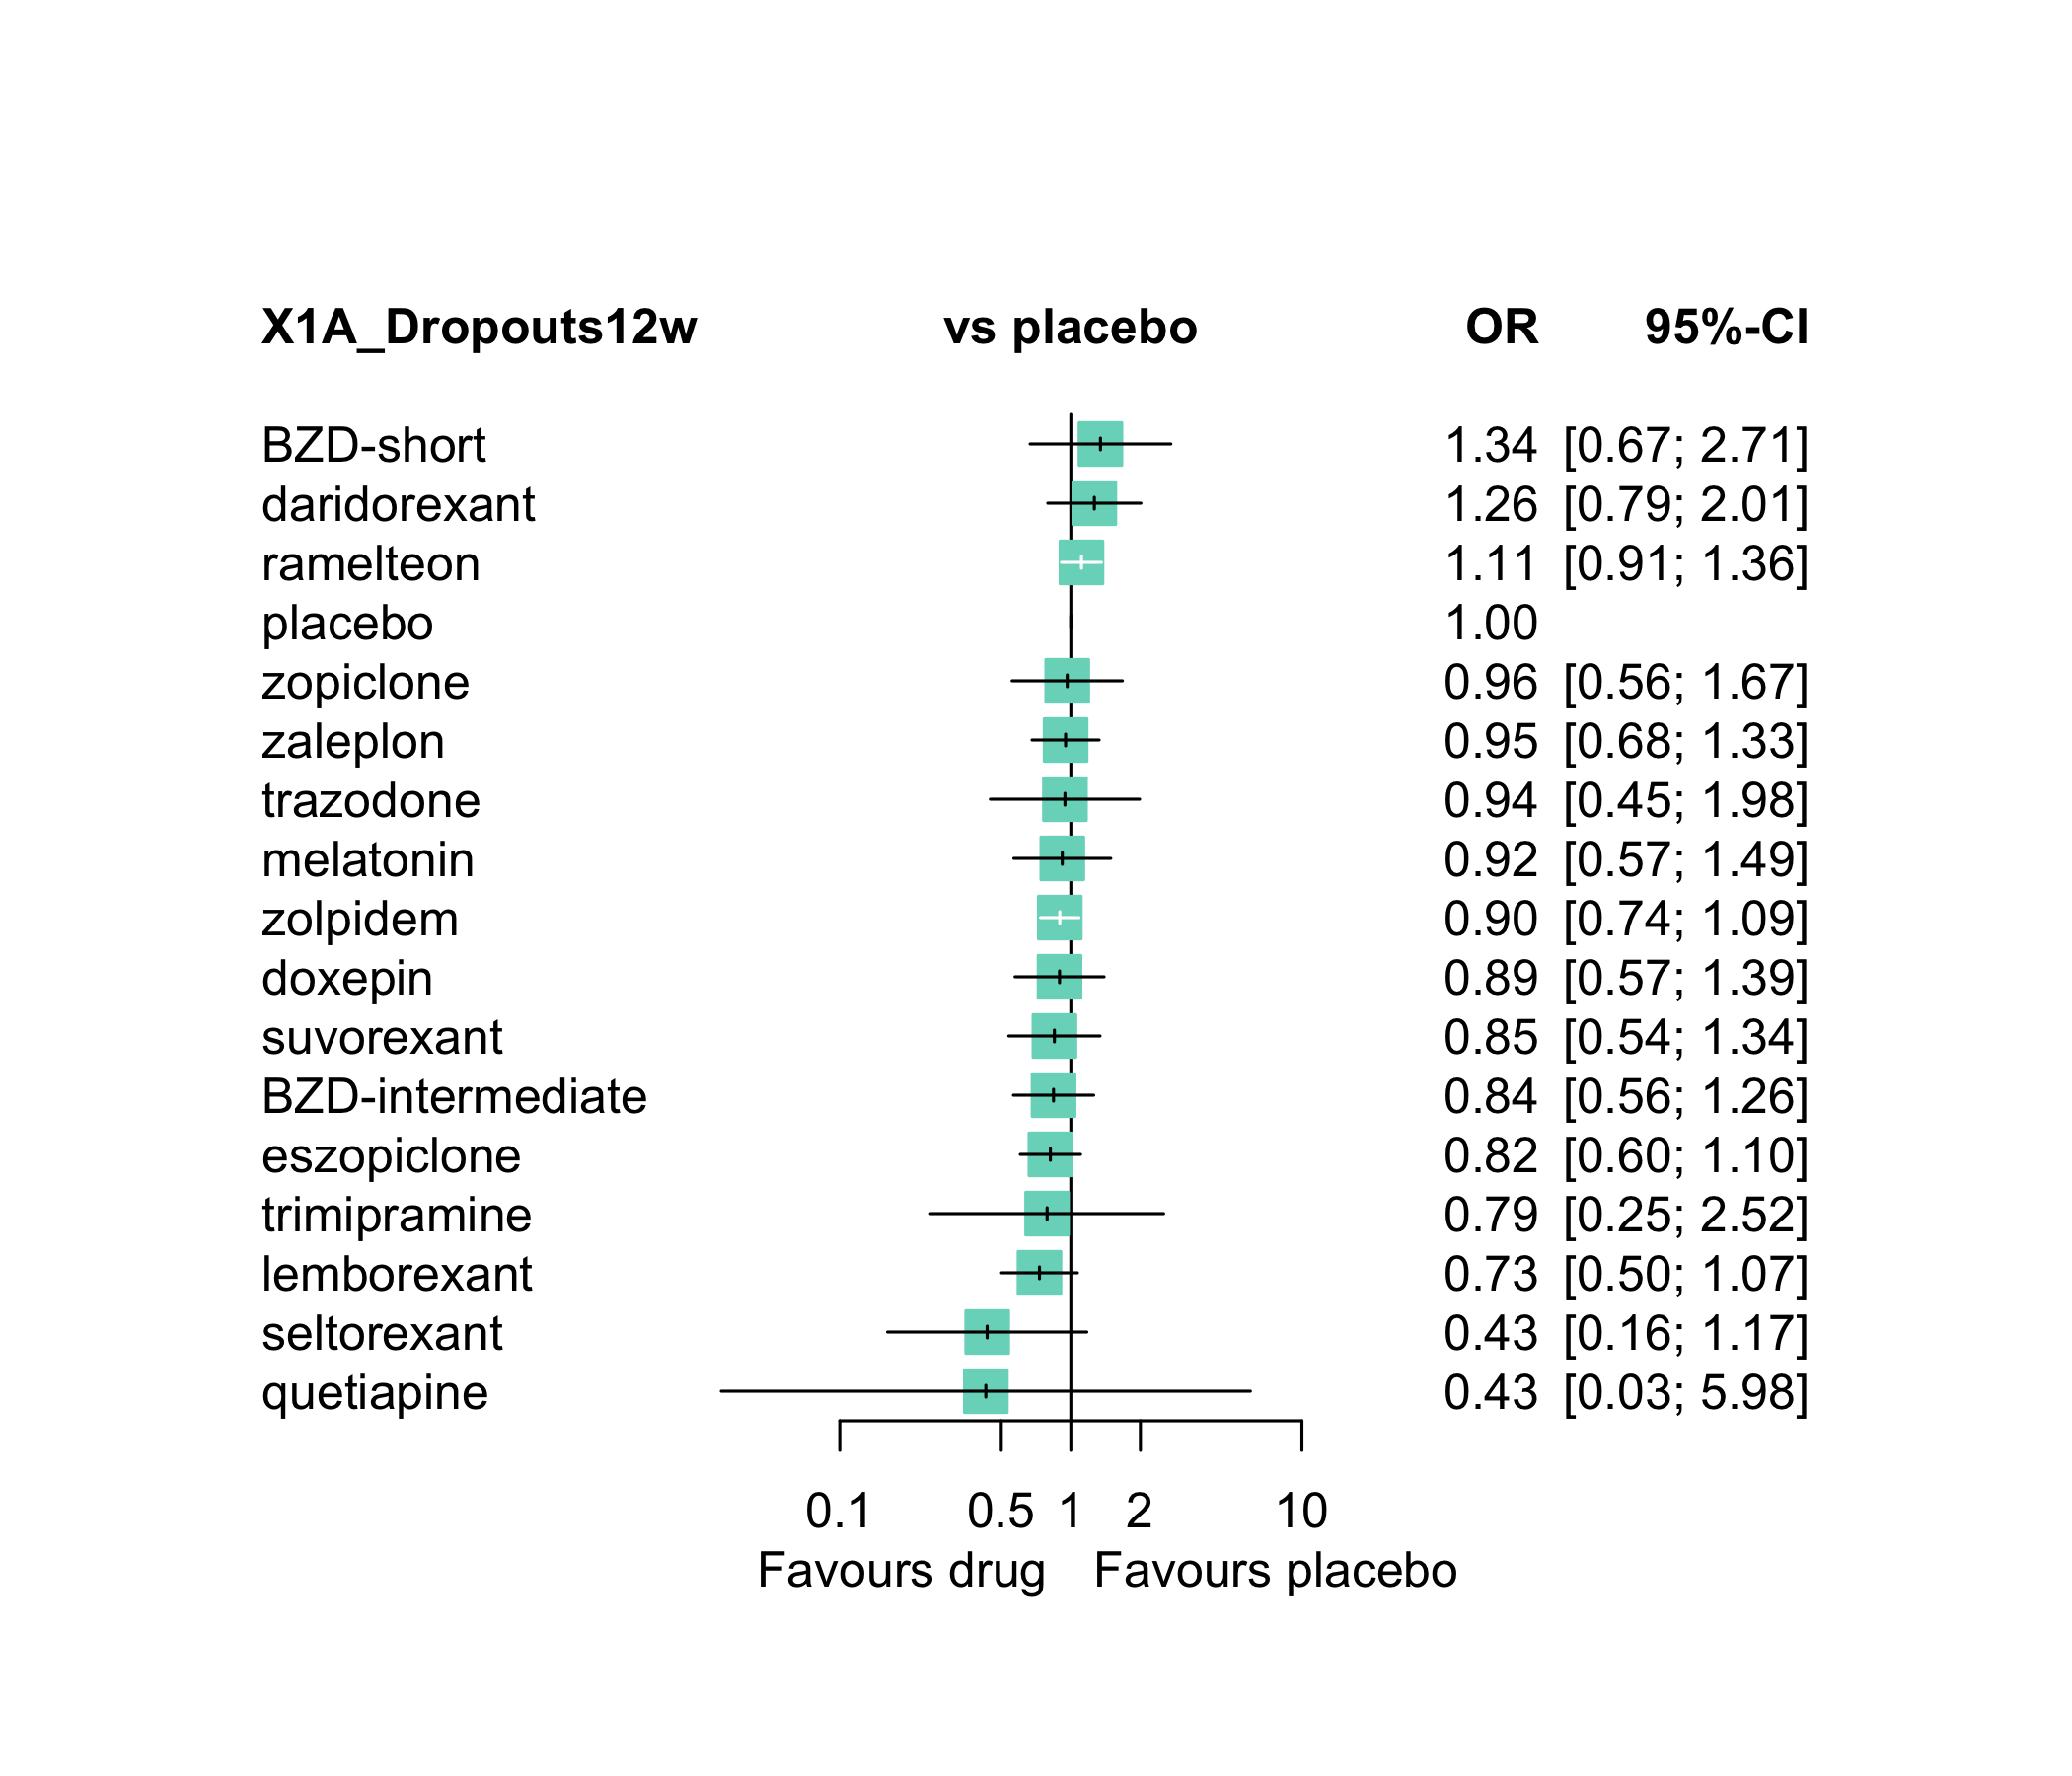 X1A_Dropouts12w vs placebo OR 95%-CI
BZD-short 1.34 [0.67; 2.71]
daridorexant 1.26 [0.79; 2.01]
ramelteon 1.11 [0.91; 1.36]
placebo 1.00
zopiclone 0.96 [0.56; 1.67]
zaleplon 0.95 [0.68; 1.33]
trazodone 0.94 [0.45; 1.98]
melatonin 0.92 [0.57; 1.49]
zolpidem 0.90 [0.74; 1.09]
doxepin 0.89 [0.57; 1.39]
suvorexant 0.85 [0.54; 1.34]
BZD-intermediate 0.84 [0.56; 1.26]
eszopiclone 0.82 [0.60; 1.10]
trimipramine 0.79 [0.25; 2.52]
lemborexant 0.73 [0.50; 1.07]
seltorexant 0.43 [0.16; 1.17]
quetiapine 0.43 [0.03; 5.98]
0.1 0.5 1 2 10
Favours drug Favours placebo